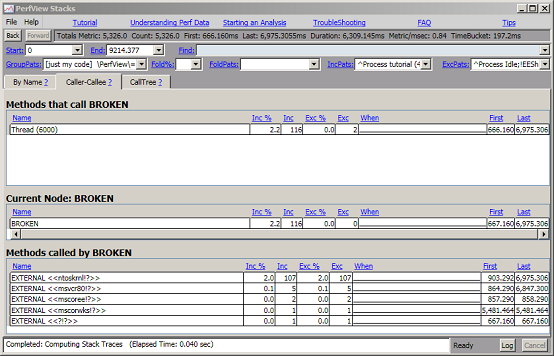 PerfView Stacks
File Help Tutorial Understanding Perf Data Starting an Analysis TroubleShooting FAQ Tips
Back Forward Totals Metric: 5,326.0 Count: 5,326.0 First: 666.160 Last: 6,975.3055msec Duration: 6,309.145ms Metric/msec: 0.84 TimeBucket: 197.2ms
Start: 0 End: 9214.377 Find:
GroupPats: [just my code] \PerfView\= Fold%: FoldPats: IncPats: ^Process tutorial (4 ExcPats: ^Process Idle;!EESh
By Name ? Caller-Callee ? CallTree ?
Methods that call BROKEN
Name Inc % Inc Exc % Exc When First Last
Thread (6000) 2.2 116 0.0 2 666.160 6,975.306
Current Node: BROKEN
Name Inc % Inc Exc % Exc When First Last
BROKEN 2.2 116 0.0 0 667.160 6,975.306
Methods called by BROKEN
Name Inc % Inc Exc % Exc When First Last
EXTERNAL <<ntoskrnl!?>> 2.0 107 2.0 107 903.292 6,975.306
EXTERNAL <<msvcr80!?>> 0.1 5 0.1 5 864.290 6,847.300
EXTERNAL <<mscoree!?>> 0.0 2 0.0 2 857.290 858.290
EXTERNAL <<mscorwks!?>> 0.0 1 0.0 1 5,481.464 5,481.464
EXTERNAL <<?!?>> 0.0 1 0.0 1 667.160 667.160
Completed: Computing Stack Traces (Elapsed Time: 0.040 sec) Ready Log Cancel